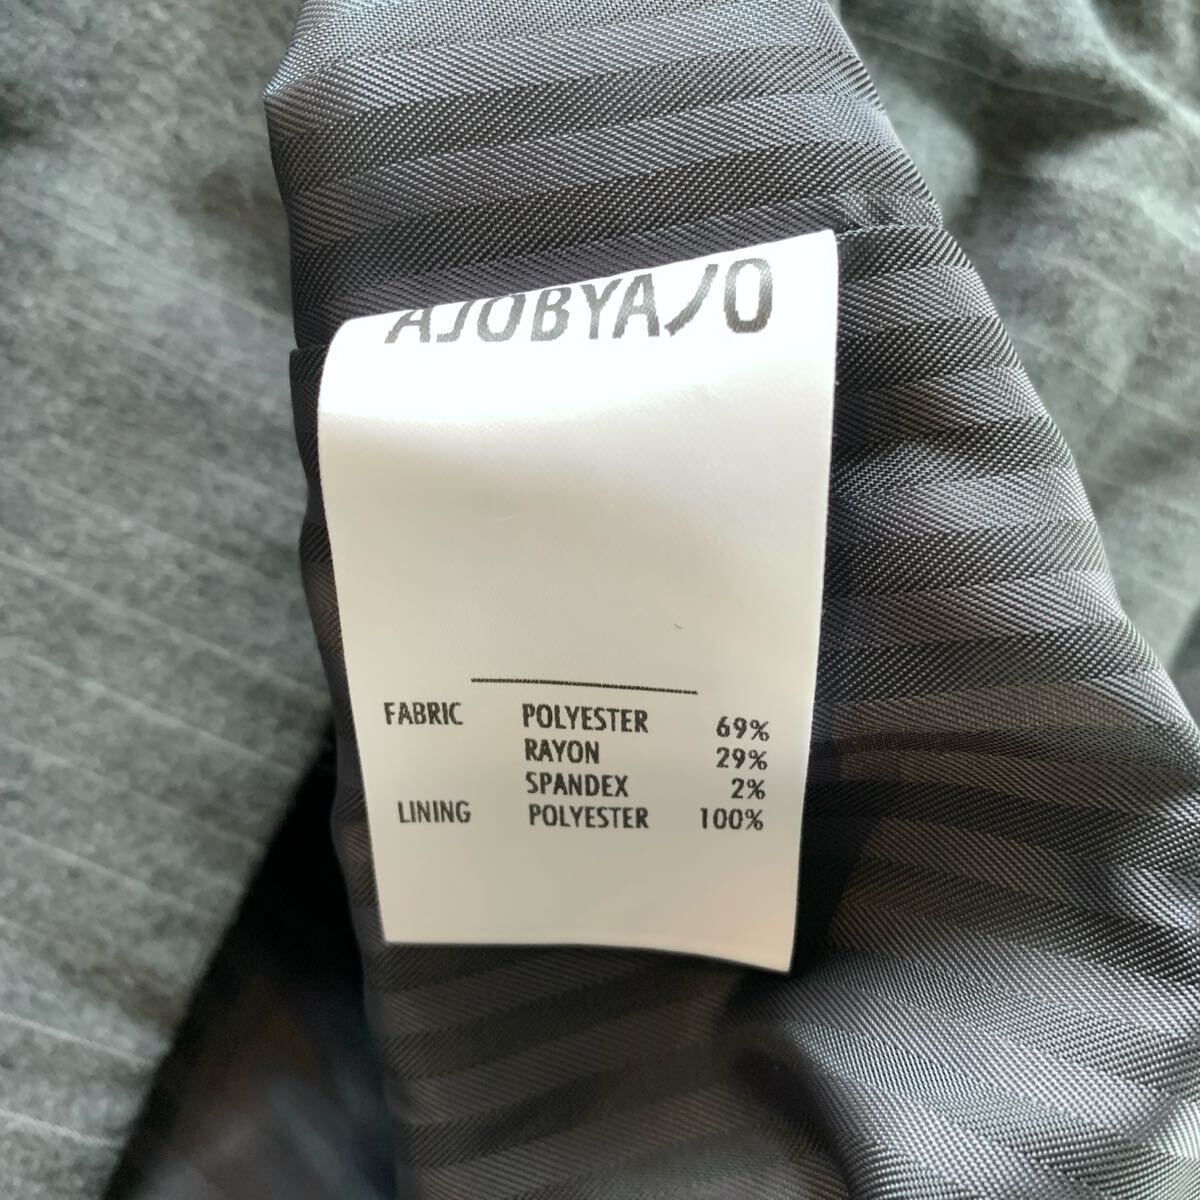 AJOBYAJO
FABRIC POLYESTER 69%
RAYON 29%
SPANDEX 2%
LINING POLYESTER 100%